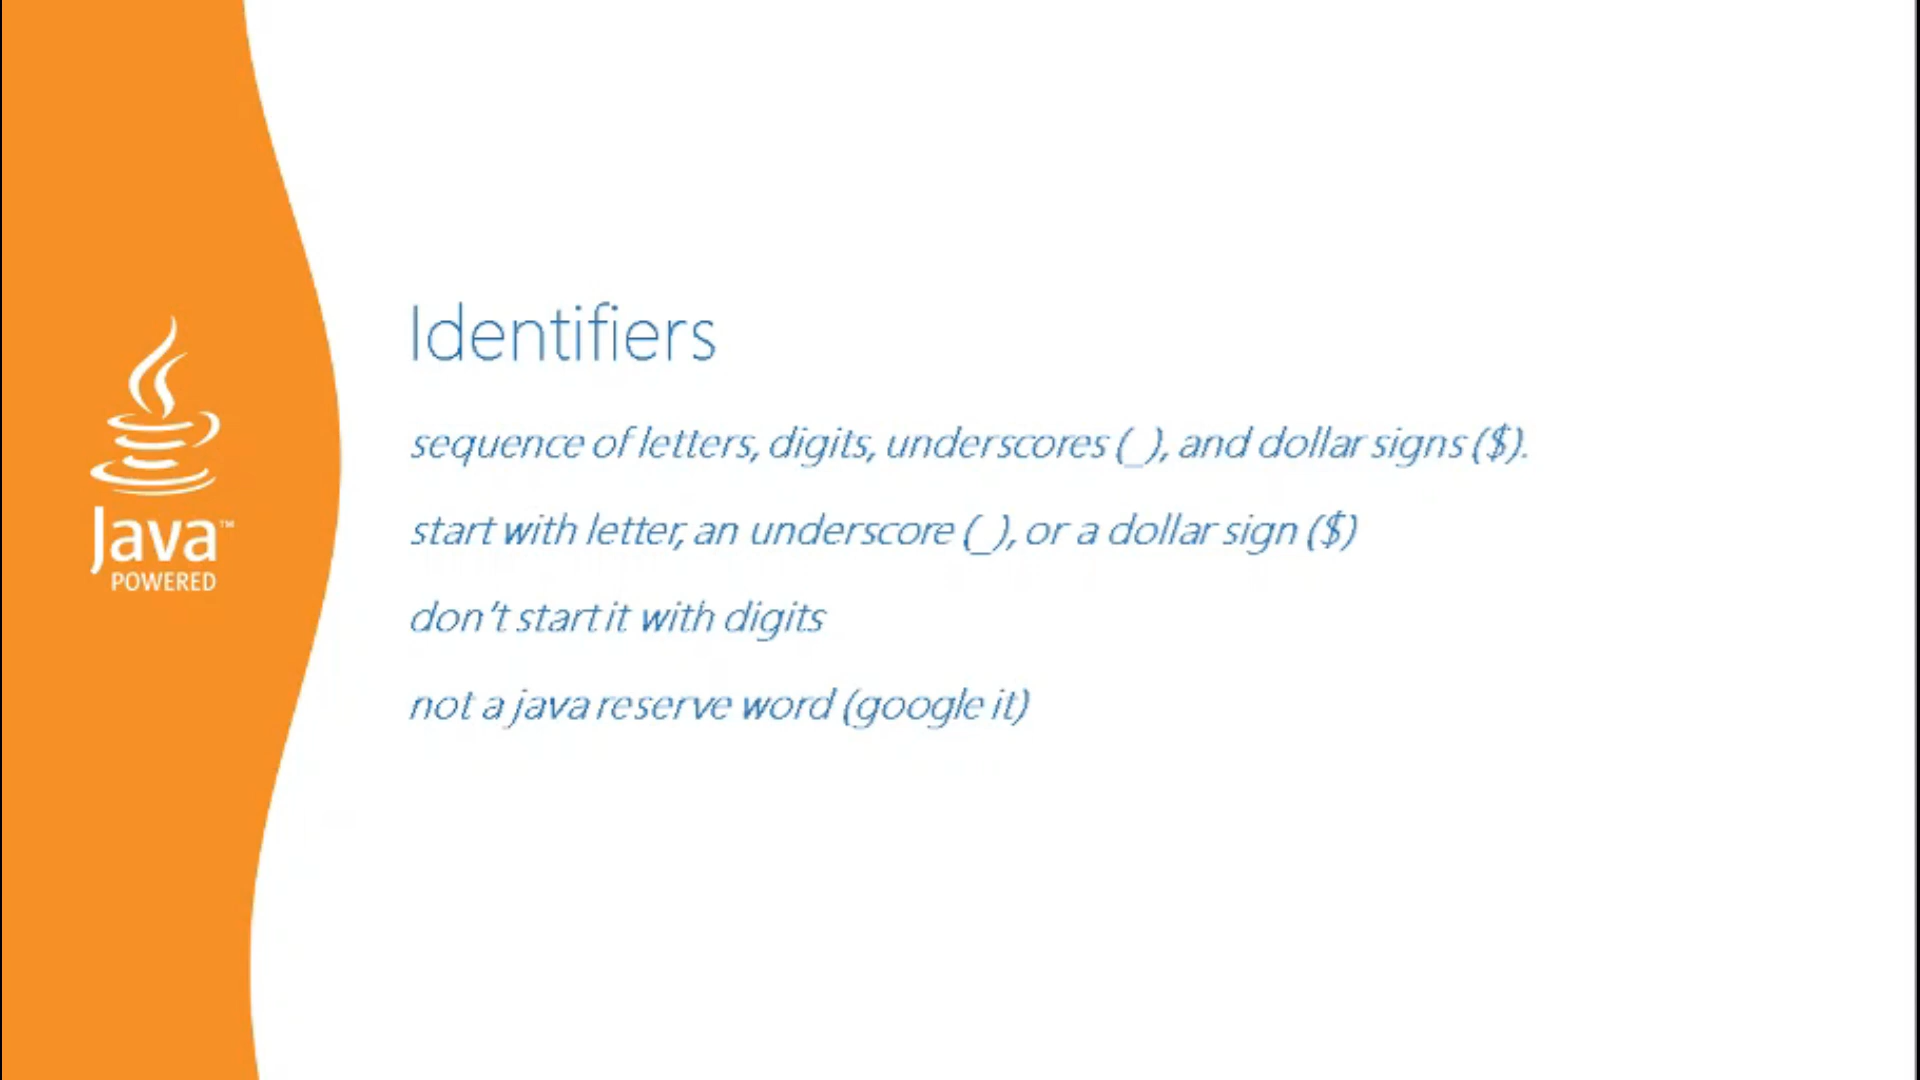 Java™
POWERED
Identifiers
sequence of letters, digits, underscores (_), and dollar signs ($).
start with letter, an underscore (_), or a dollar sign ($)
don't start it with digits
not a java reserve word (google it)